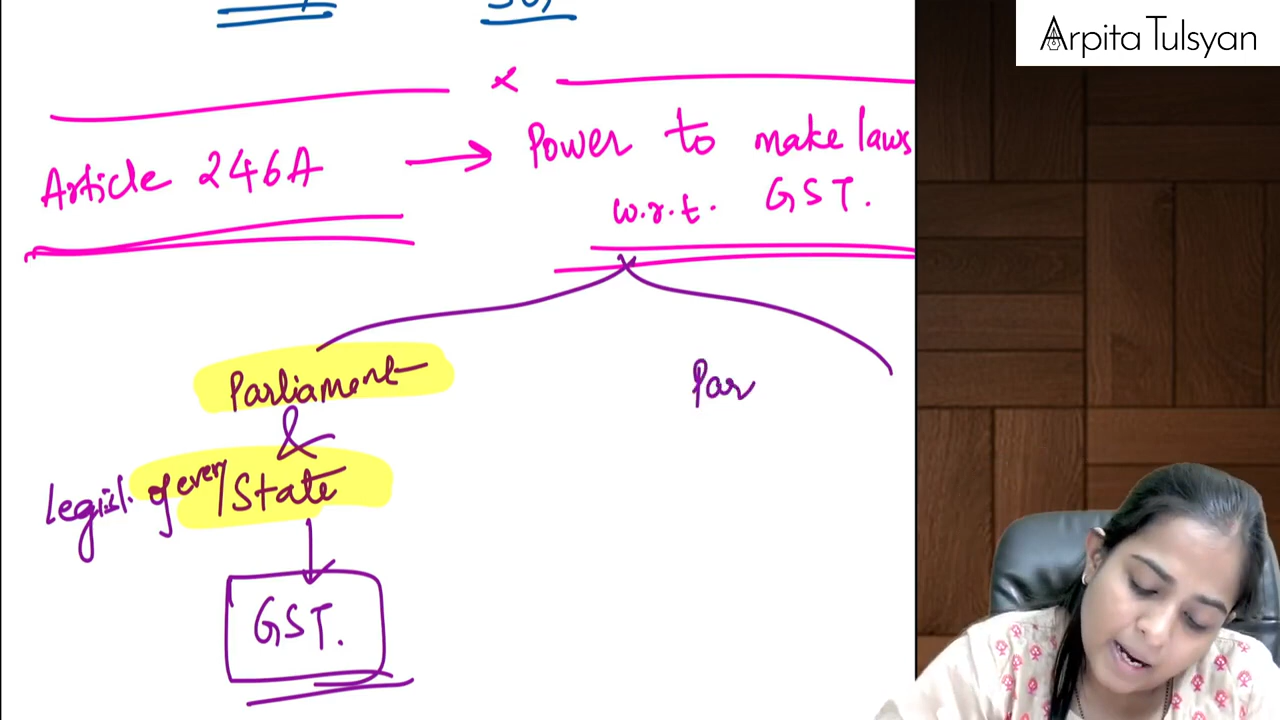 Arpita Tulsyan
Article 246A → Power to make laws
w.r.t. GST.
Parliament
&
legisl. of every State
GST.
Par